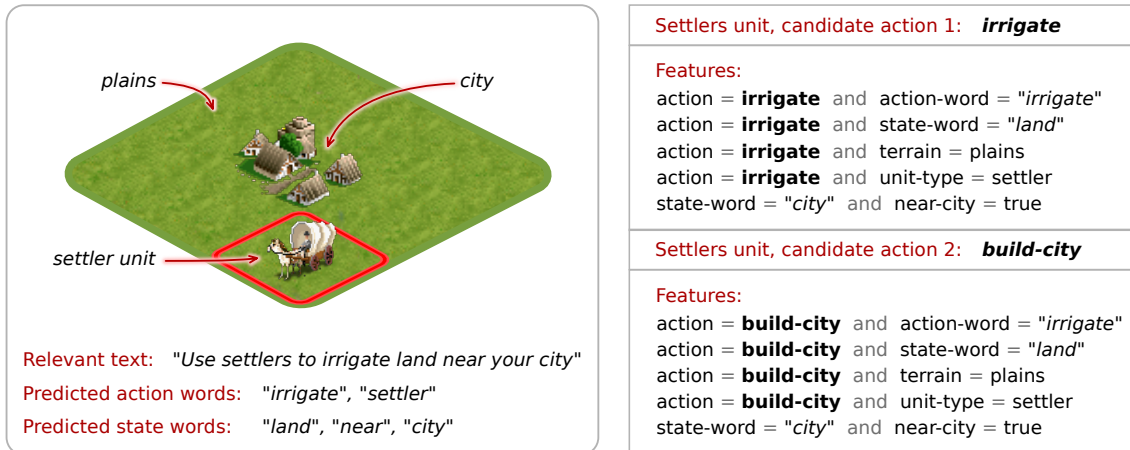 plains
city
settler unit
Relevant text: "Use settlers to irrigate land near your city"
Predicted action words: "irrigate", "settler"
Predicted state words: "land", "near", "city"
Settlers unit, candidate action 1: irrigate
Features:
action = irrigate and action-word = "irrigate"
action = irrigate and state-word = "land"
action = irrigate and terrain = plains
action = irrigate and unit-type = settler
state-word = "city" and near-city = true
Settlers unit, candidate action 2: build-city
Features:
action = build-city and action-word = "irrigate"
action = build-city and state-word = "land"
action = build-city and terrain = plains
action = build-city and unit-type = settler
state-word = "city" and near-city = true